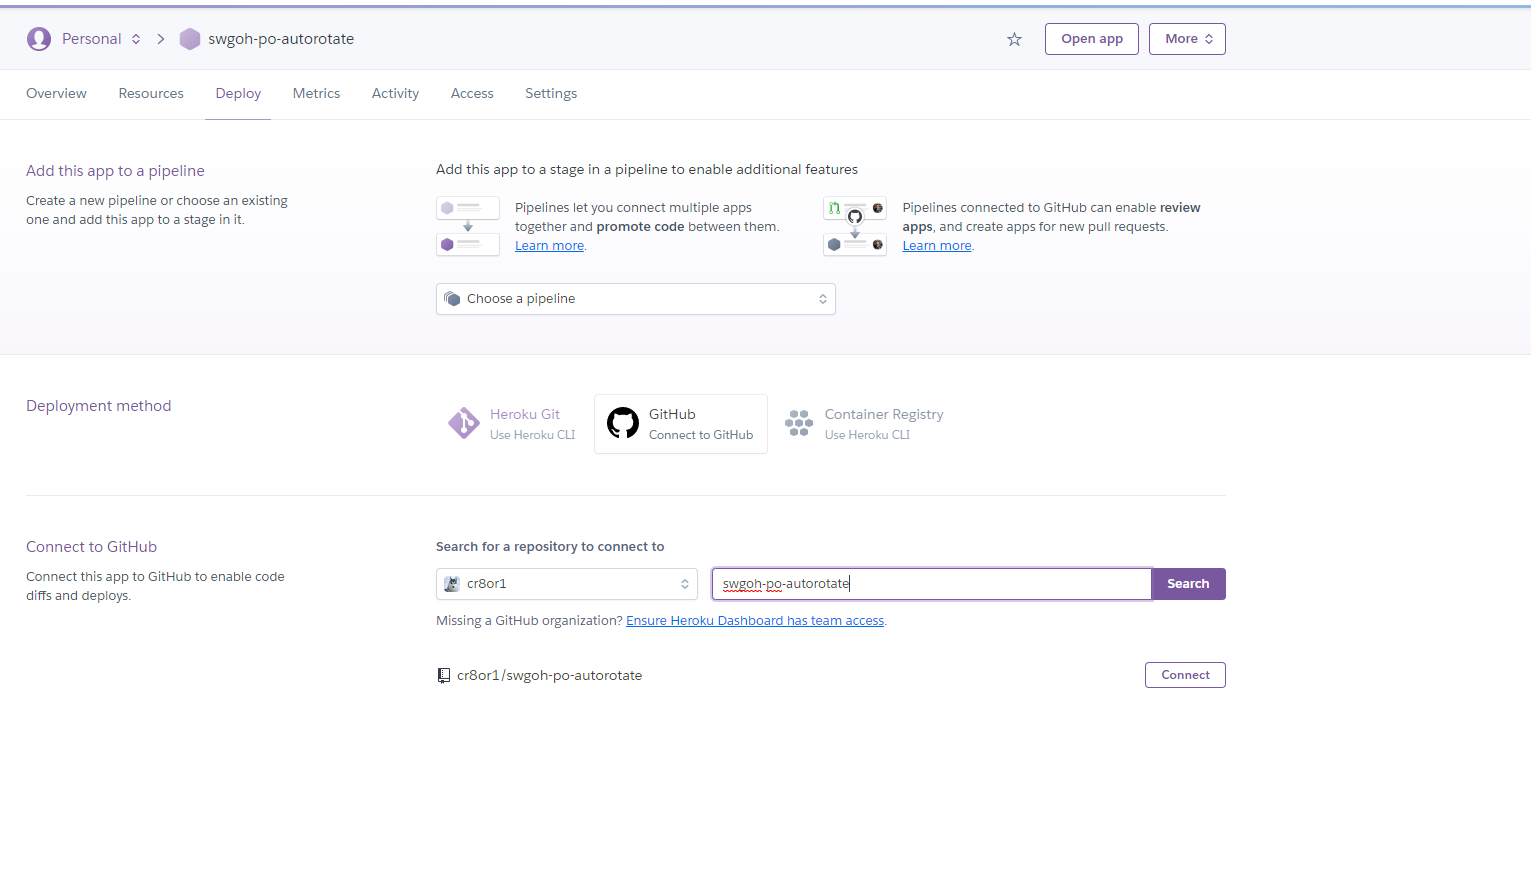 Personal
swgoh-po-autorotate
Open app
More
Overview
Resources
Deploy
Metrics
Activity
Access
Settings
Add this app to a pipeline
Create a new pipeline or choose an existing
one and add this app to a stage in it.
Add this app to a stage in a pipeline to enable additional features
Pipelines let you connect multiple apps
together and promote code between them.
Learn more.
Pipelines connected to GitHub can enable review
apps, and create apps for new pull requests.
Learn more.
Choose a pipeline
Deployment method
Heroku Git
Use Heroku CLI
GitHub
Connect to GitHub
Container Registry
Use Heroku CLI
Connect to GitHub
Connect this app to GitHub to enable code
diffs and deploys.
Search for a repository to connect to
cr8or1
swgoh-po-autorotate
Search
Missing a GitHub organization? Ensure Heroku Dashboard has team access.
cr8or1/swgoh-po-autorotate
Connect